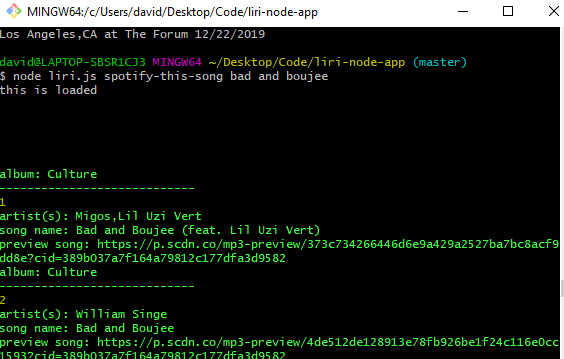 MINGW64:/c/Users/david/Desktop/Code/liri-node-app
Los Angeles,CA at The Forum 12/22/2019
david@LAPTOP-SBSR1CJ3 MINGW64 ~/Desktop/Code/liri-node-app (master)
$ node liri.js spotify-this-song bad and boujee
this is loaded
album: Culture
----------------------------
1
artist(s): Migos,Lil Uzi Vert
song name: Bad and Boujee (feat. Lil Uzi Vert)
preview song: https://p.scdn.co/mp3-preview/373c734266446d6e9a429a2527ba7bc8acf9
dd8e?cid=389b037a7f164a79812c177dfa3d9582
album: Culture
----------------------------
2
artist(s): William Singe
song name: Bad and Boujee
preview song: https://p.scdn.co/mp3-preview/4de512de128913e78fb926be1f24c116e0cc
1593?cid=389b037a7f164a79812c177dfa3d9582